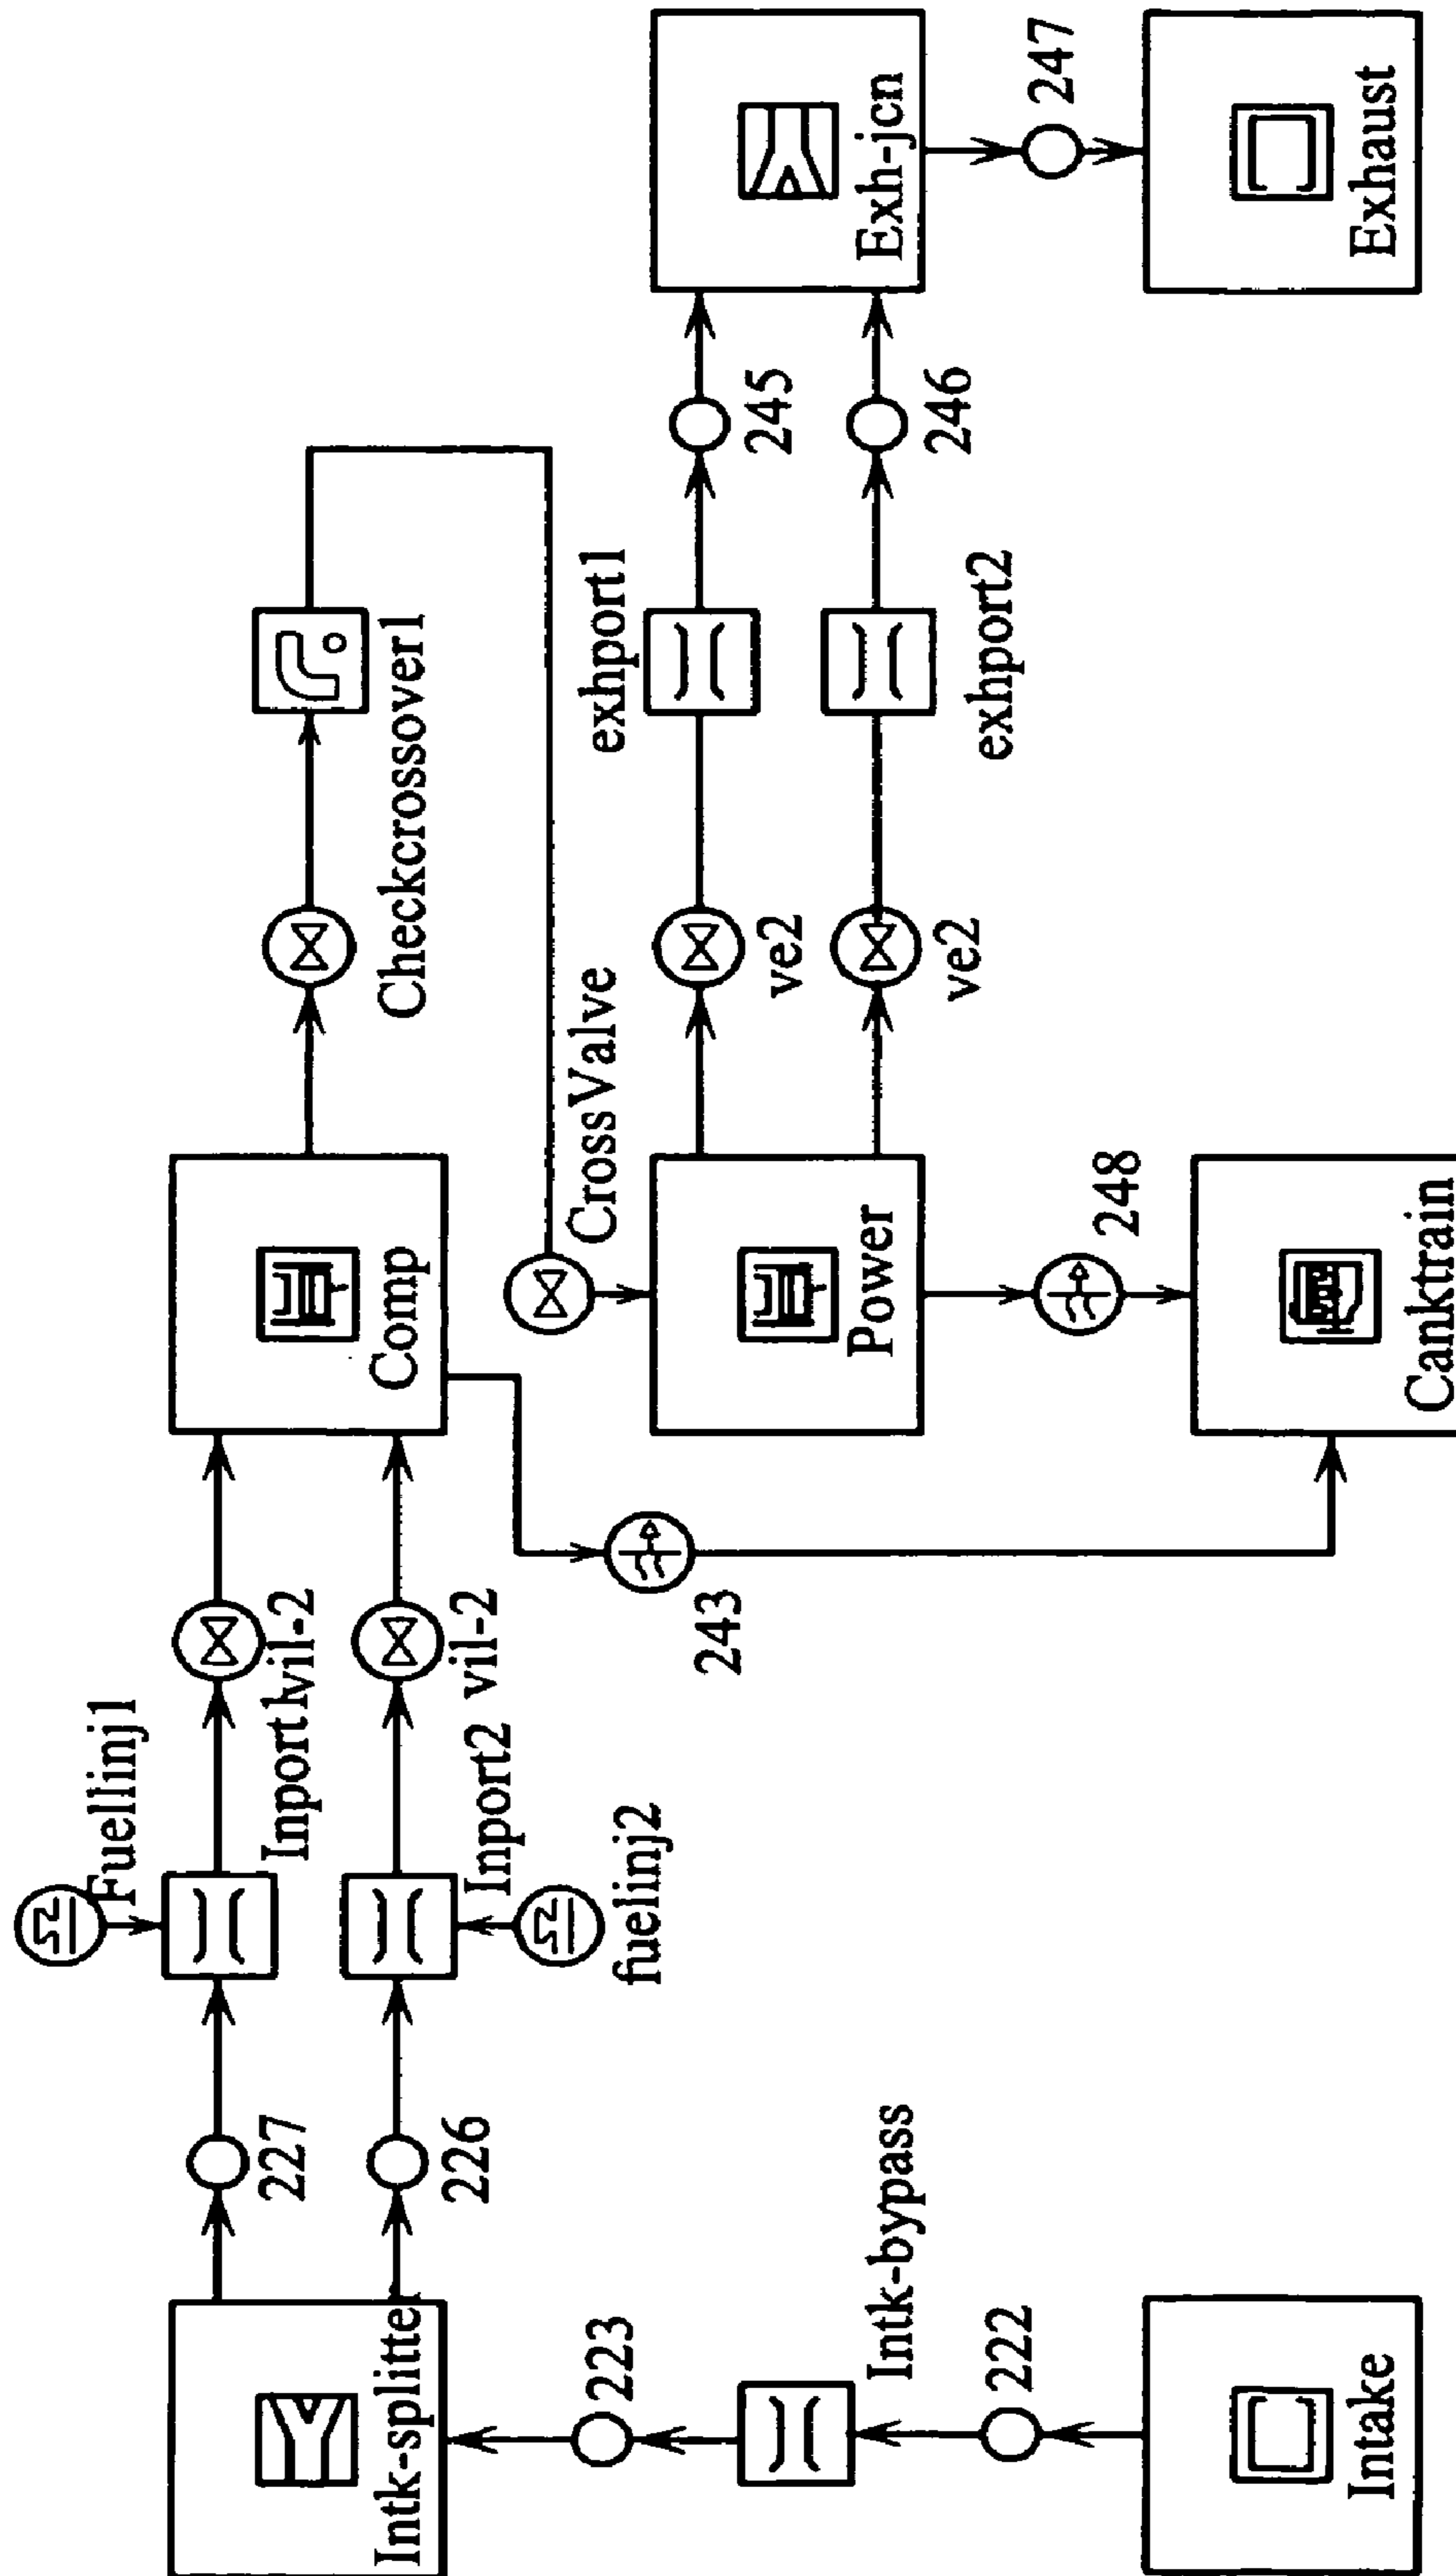 Fuellinj1
227
Inport1
vil-2
Intk-splitter
Comp
Checkcrossover1
226
Inport2
vil-2
CrossValve
exhport1
223
fuelinj2
243
ve2
245
Intk-bypass
Power
Exh-jcn
ve2
exhport2
246
222
247
248
Intake
Canktrain
Exhaust